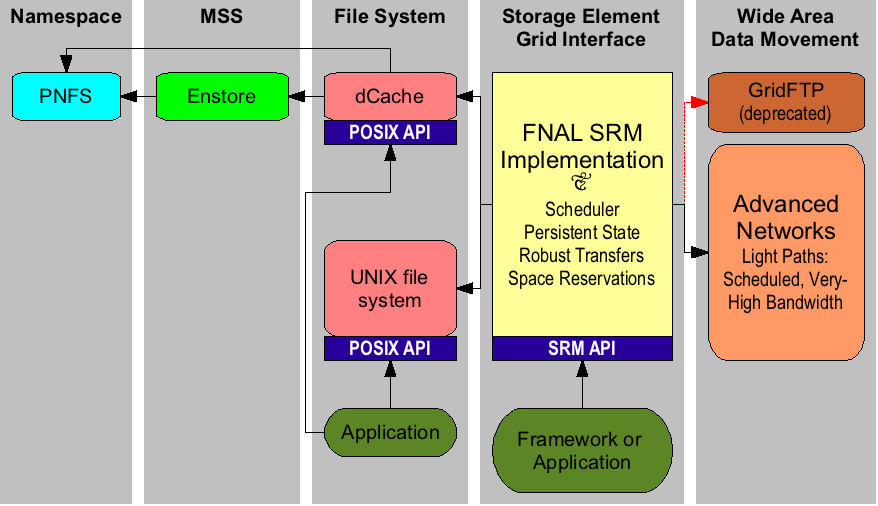 Namespace
MSS
File System
Storage Element
Grid Interface
Wide Area
Data Movement
PNFS
Enstore
dCache
POSIX API
UNIX file
system
POSIX API
Application
FNAL SRM
Implementation
Scheduler
Persistent State
Robust Transfers
Space Reservations
SRM API
Framework or
Application
GridFTP
(deprecated)
Advanced
Networks
Light Paths:
Scheduled, Very-
High Bandwidth